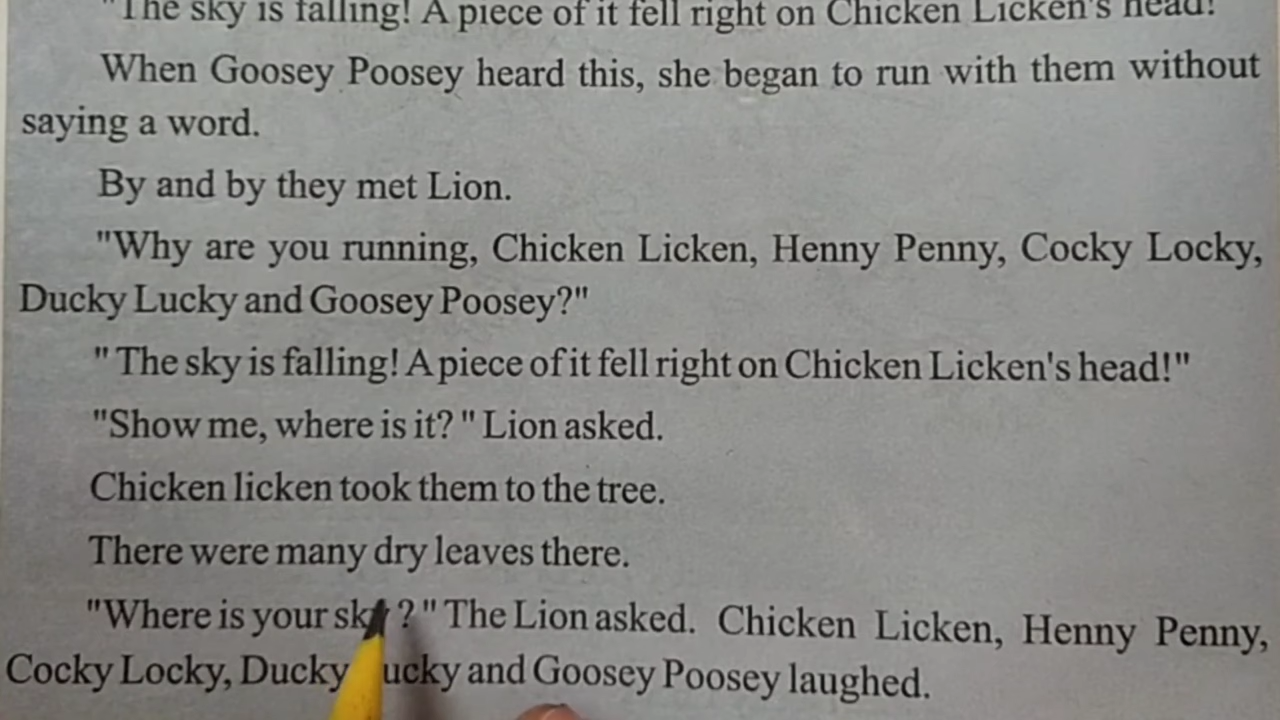 "The sky is falling! A piece of it fell right on Chicken Licken's head!
When Goosey Poosey heard this, she began to run with them without
saying a word.
By and by they met Lion.
"Why are you running, Chicken Licken, Henny Penny, Cocky Locky,
Ducky Lucky and Goosey Poosey?"
" The sky is falling! A piece of it fell right on Chicken Licken's head!"
"Show me, where is it? " Lion asked.
Chicken licken took them to the tree.
There were many dry leaves there.
"Where is your sky ? " The Lion asked. Chicken Licken, Henny Penny,
Cocky Locky, Ducky Lucky and Goosey Poosey laughed.